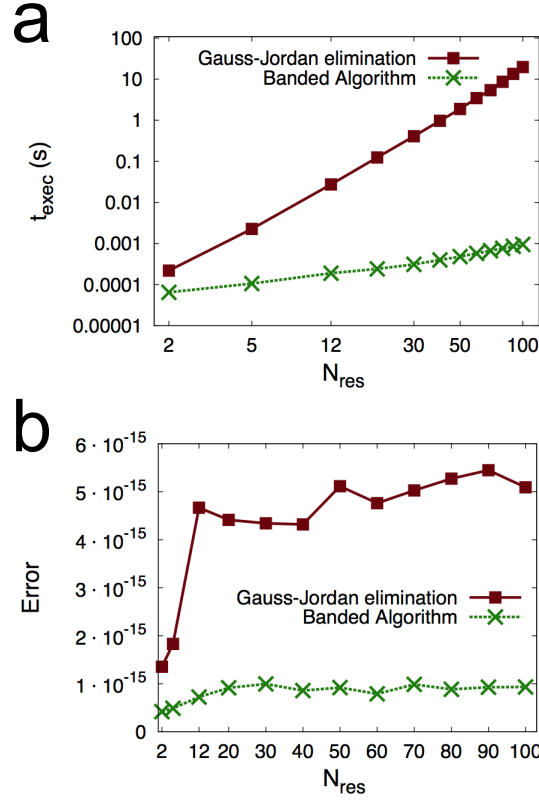 a
100
10
1
0.1
0.01
0.001
0.0001
0.00001
t_exec (s)
Gauss-Jordan elimination
Banded Algorithm
2 5 12 30 50 100
N_res
b
6 · 10^-15
5 · 10^-15
4 · 10^-15
3 · 10^-15
2 · 10^-15
1 · 10^-15
0
Error
Gauss-Jordan elimination
Banded Algorithm
2 12 20 30 40 50 60 70 80 90 100
N_res